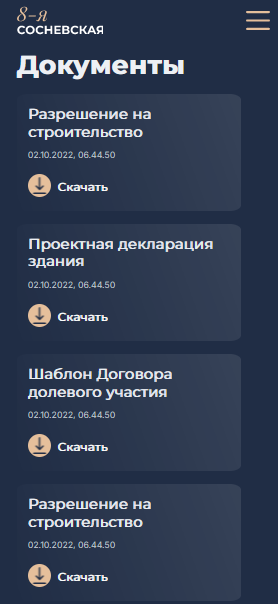 8-я
СОСНЕВСКАЯ
Документы
Разрешение на
строительство
02.10.2022, 06.44.50
Скачать
Проектная декларация
здания
02.10.2022, 06.44.50
Скачать
Шаблон Договора
долевого участия
02.10.2022, 06.44.50
Скачать
Разрешение на
строительство
02.10.2022, 06.44.50
Скачать